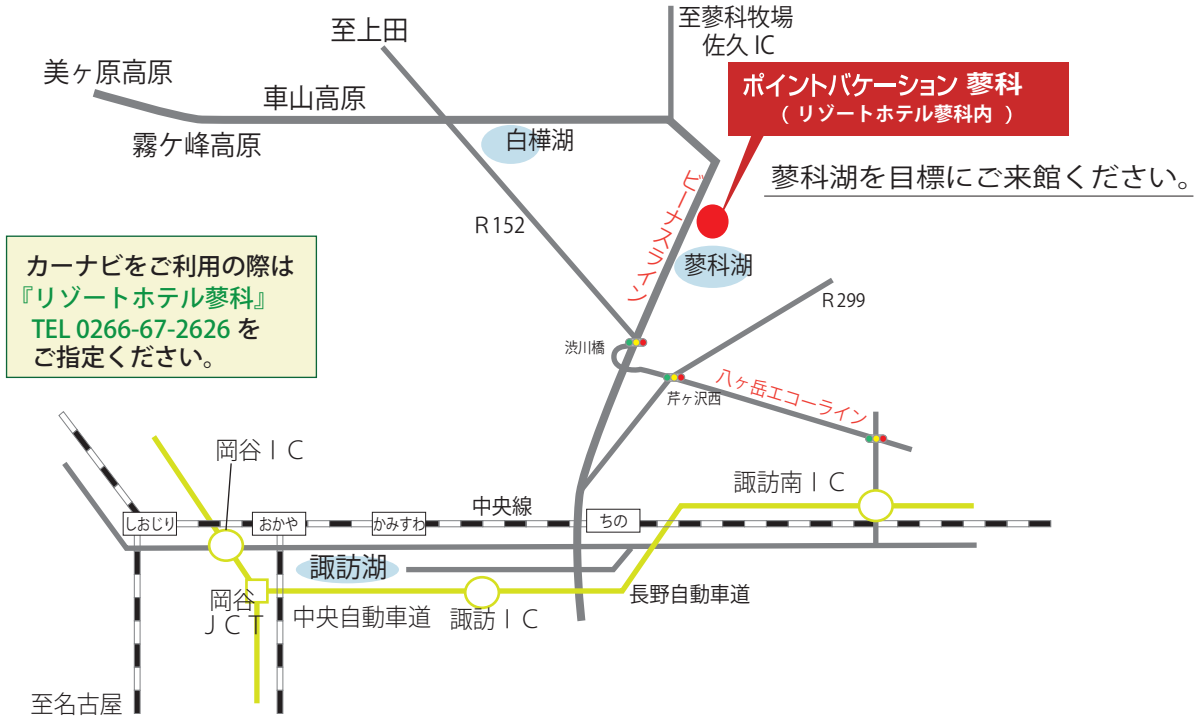 至上田
至蓼科牧場
佐久 IC
美ヶ原高原
車山高原
霧ケ峰高原
白樺湖
ポイントバケーション 蓼科
( リゾートホテル蓼科内 )
蓼科湖を目標にご来館ください。
ビーナスライン
R 152
蓼科湖
カーナビをご利用の際は
『リゾートホテル蓼科』
TEL 0266-67-2626 を
ご指定ください。
R 299
渋川橋
芹ヶ沢西
八ヶ岳エコーライン
岡谷ＩＣ
諏訪南ＩＣ
しおじり
おかや
かみすわ
中央線
ちの
諏訪湖
岡谷
ＪＣＴ
中央自動車道
諏訪ＩＣ
長野自動車道
至名古屋